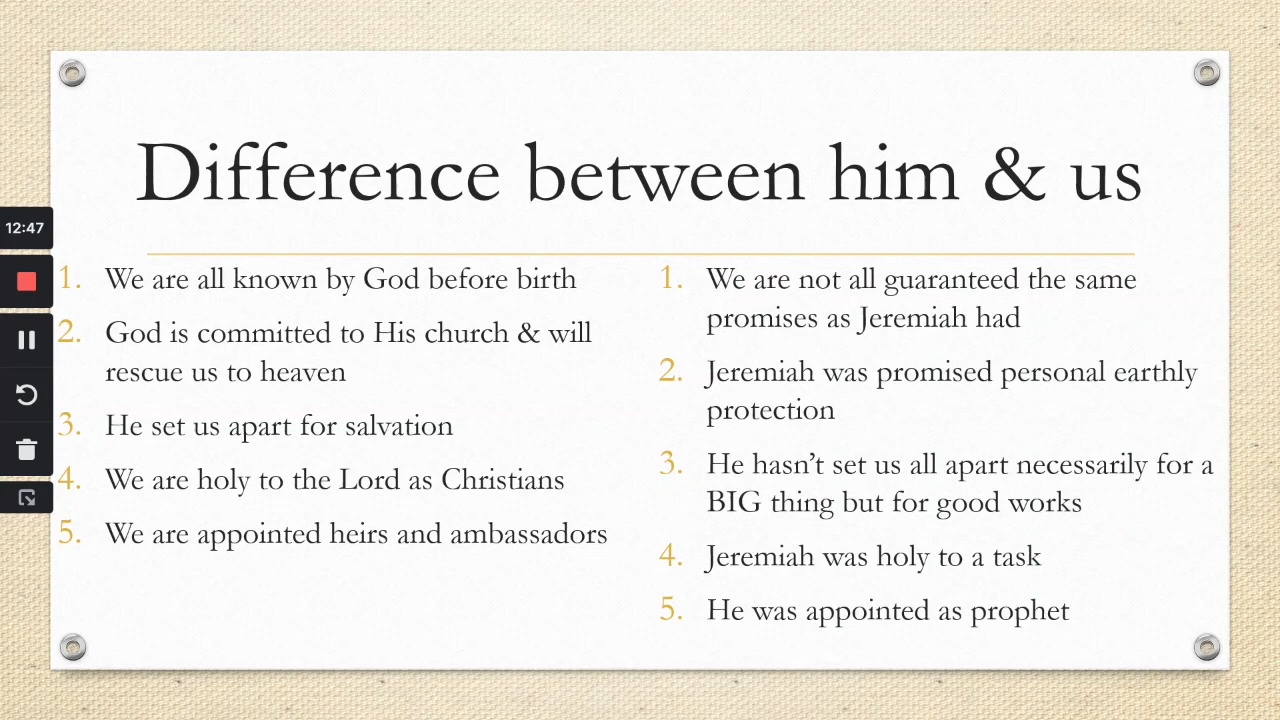 Difference between him & us
12:47
1. We are all known by God before birth
2. God is committed to His church & will
rescue us to heaven
3. He set us apart for salvation
4. We are holy to the Lord as Christians
5. We are appointed heirs and ambassadors
1. We are not all guaranteed the same
promises as Jeremiah had
2. Jeremiah was promised personal earthly
protection
3. He hasn’t set us all apart necessarily for a
BIG thing but for good works
4. Jeremiah was holy to a task
5. He was appointed as prophet